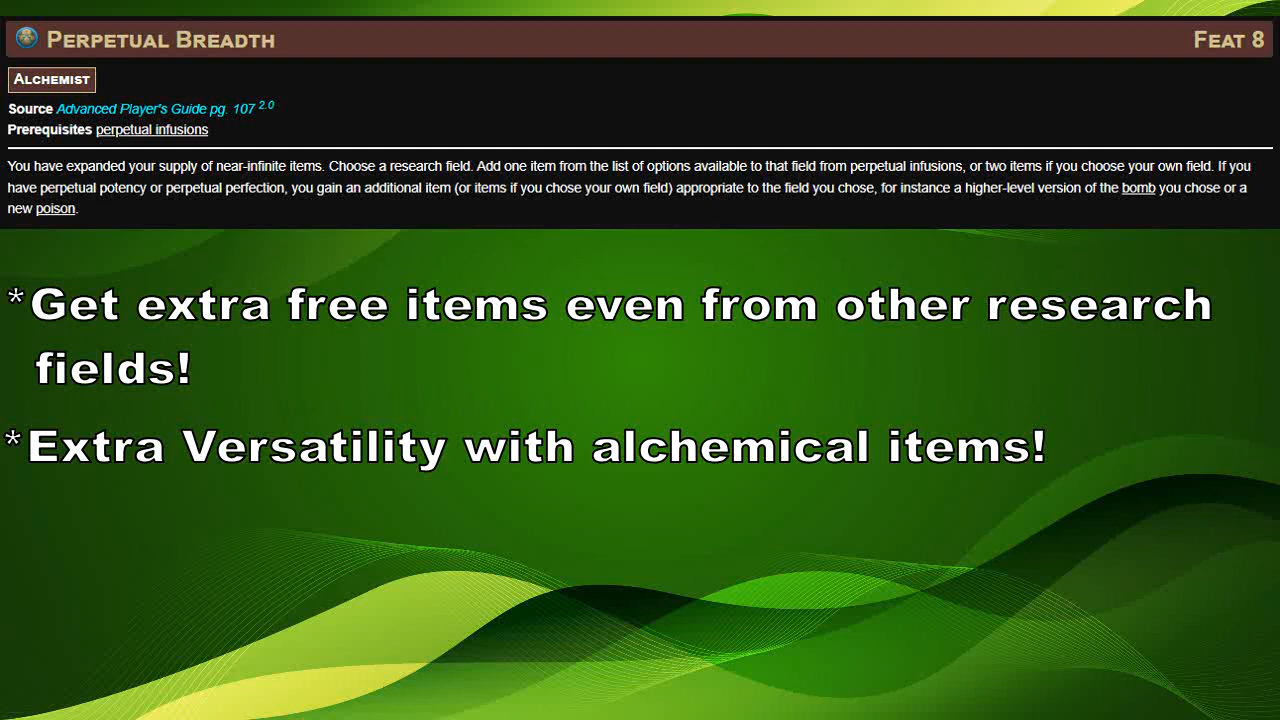 Perpetual Breadth Feat 8
Alchemist
Source Advanced Player's Guide pg. 107 2.0
Prerequisites perpetual infusions
You have expanded your supply of near-infinite items. Choose a research field. Add one item from the list of options available to that field from perpetual infusions, or two items if you choose your own field. If you
have perpetual potency or perpetual perfection, you gain an additional item (or items if you chose your own field) appropriate to the field you chose, for instance a higher-level version of the bomb you chose or a
new poison.
*Get extra free items even from other research
fields!
*Extra Versatility with alchemical items!